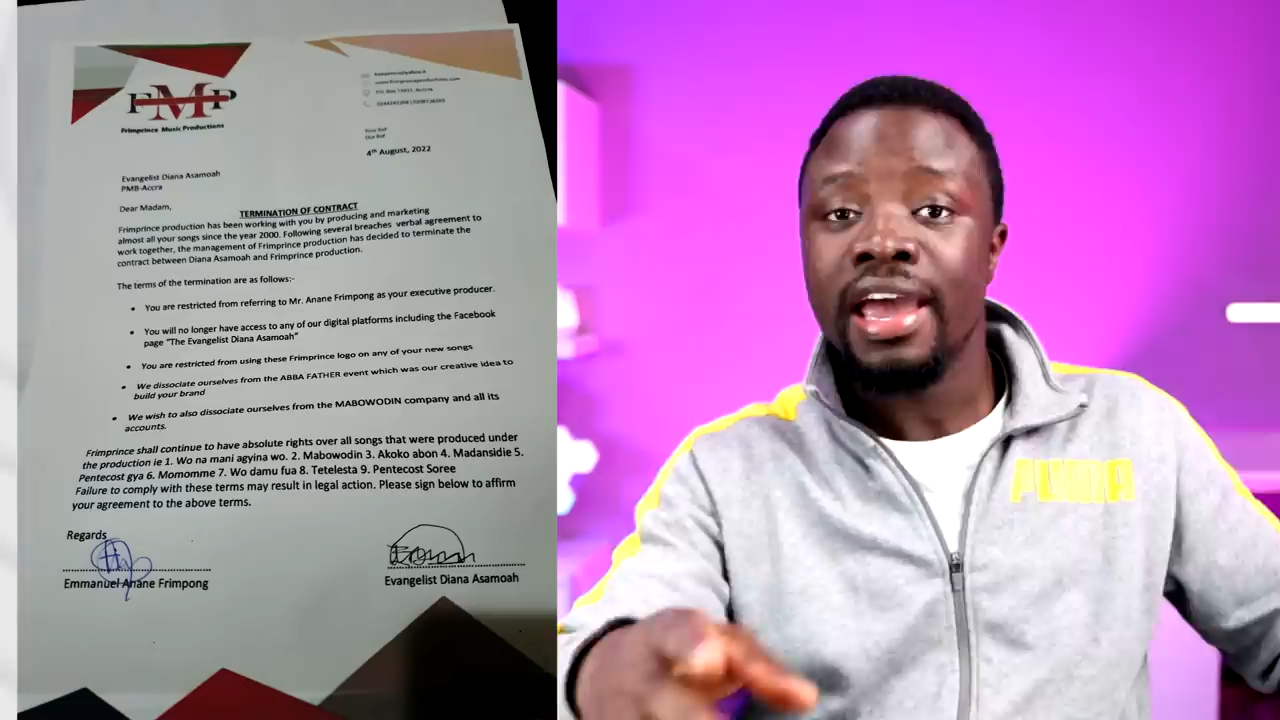 FMP
Frimprince Music Productions
P.O. Box 15031, Accra
4th August, 2022
Evangelist Diana Asamoah
PMB-Accra
Dear Madam,
TERMINATION OF CONTRACT
Frimprince production has been working with you by producing and marketing
almost all your songs since the year 2000. Following several breaches verbal agreement to
work together, the management of Frimprince production has decided to terminate the
contract between Diana Asamoah and Frimprince production.
The terms of the termination are as follows:-
• You are restricted from referring to Mr. Anane Frimpong as your executive producer.
• You will no longer have access to any of our digital platforms including the Facebook
page "The Evangelist Diana Asamoah"
• You are restricted from using these Frimprince logo on any of your new songs
• We dissociate ourselves from the ABBA FATHER event which was our creative idea to
build your brand
• We wish to also dissociate ourselves from the MABOWODIN company and all its
accounts.
Frimprince shall continue to have absolute rights over all songs that were produced under
the production ie 1. Wo na mani agyina wo. 2. Mabowodin 3. Akoko abon 4. Madansidie 5.
Pentecost gya 6. Momomme 7. Wo damu fua 8. Tetelesta 9. Pentecost Soree
Failure to comply with these terms may result in legal action. Please sign below to affirm
your agreement to the above terms.
Regards
Emmanuel Anane Frimpong
Evangelist Diana Asamoah
PUMA